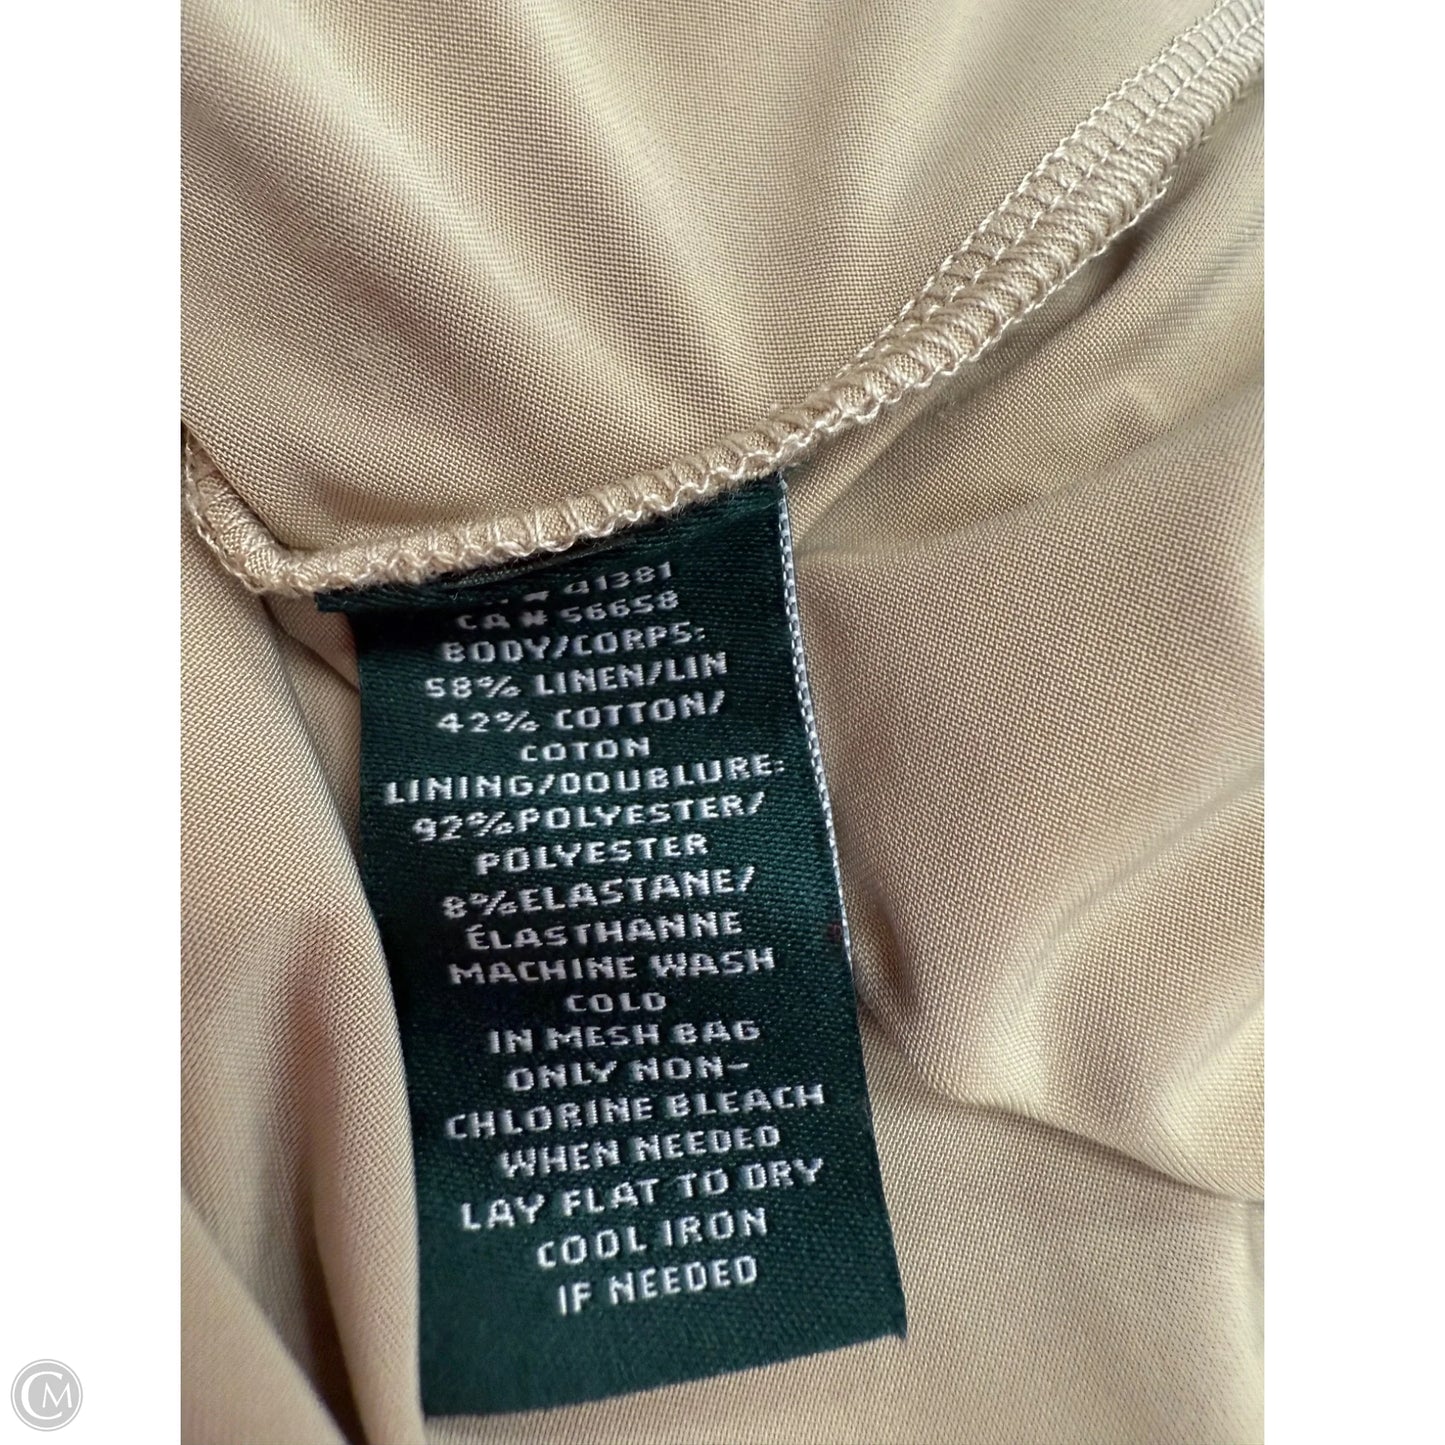 41381
CA # 56658
BODY/CORPS:
58% LINEN/LIN
42% COTTON/
COTON
LINING/DOUBLURE:
92%POLYESTER/
POLYESTER
8%ELASTANE/
ÉLASTHANNE
MACHINE WASH
COLD
IN MESH BAG
ONLY NON-
CHLORINE BLEACH
WHEN NEEDED
LAY FLAT TO DRY
COOL IRON
IF NEEDED
CM